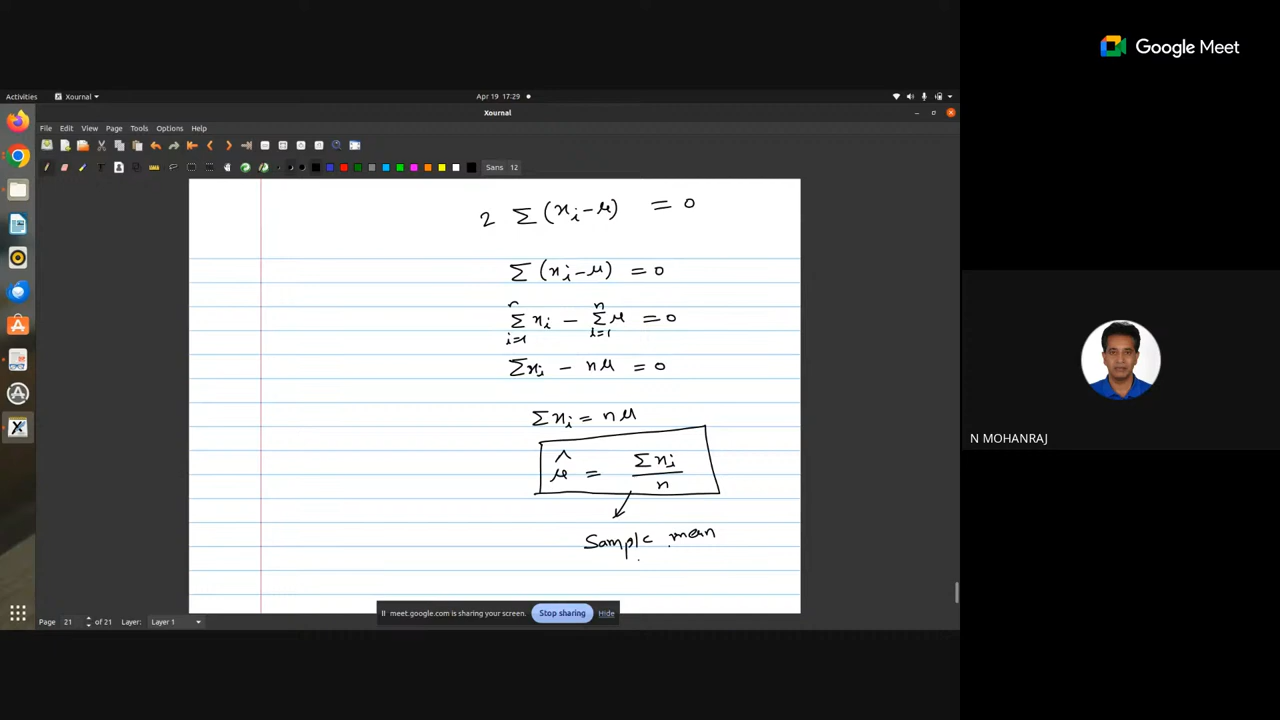 Google Meet
Activities Xournal Apr 19 17:29
Xournal
File Edit View Page Tools Options Help
Sans 12
2 Σ (xi-μ) = 0
Σ (xi-μ) = 0
n n
Σ xi - Σ μ = 0
i=1 i=1
Σxi - nμ = 0
Σxi = nμ
μ̂ = Σxi
n
Sample mean
N MOHANRAJ
meet.google.com is sharing your screen. Stop sharing Hide
Page 21 of 21 Layer: Layer 1